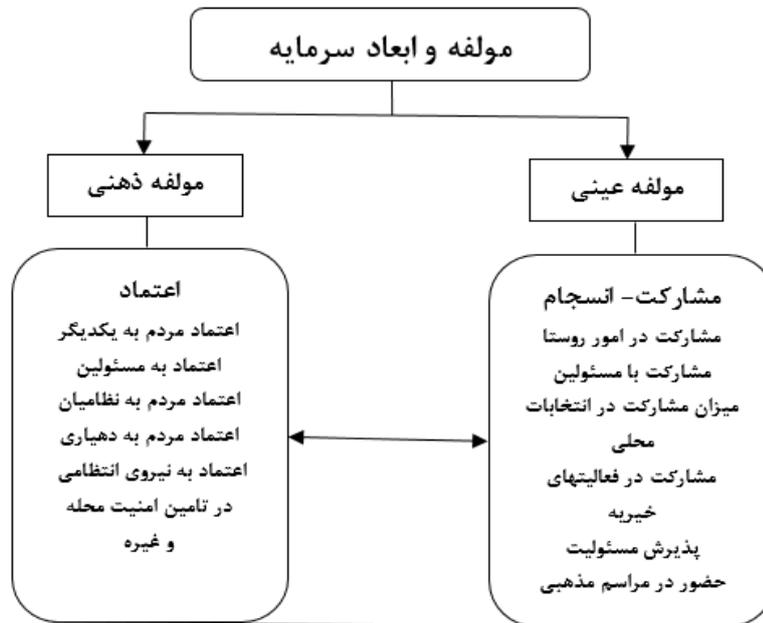 مولفه و ابعاد سرمایه
مولفه عینی
مولفه ذهنی
مشارکت- انسجام
مشارکت در امور روستا
مشارکت با مسئولین
میزان مشارکت در انتخابات
محلی
مشارکت در فعالیتهای
خیریه
پذیرش مسئولیت
حضور در مراسم مذهبی
اعتماد
اعتماد مردم به یکدیگر
اعتماد به مسئولین
اعتماد مردم به نظامیان
اعتماد مردم به دهیاری
اعتماد به نیروی انتظامی
در تامین امنیت محله
و غیره